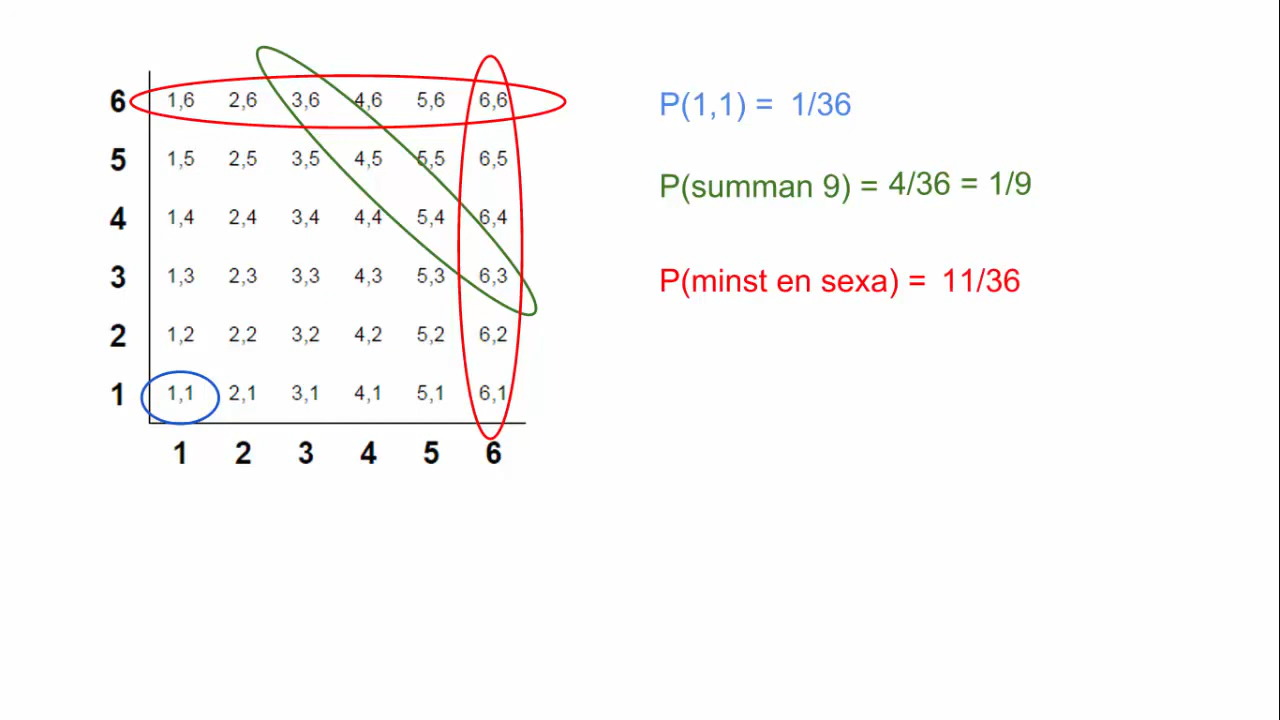 6 1,6 2,6 3,6 4,6 5,6 6,6
5 1,5 2,5 3,5 4,5 5,5 6,5
4 1,4 2,4 3,4 4,4 5,4 6,4
3 1,3 2,3 3,3 4,3 5,3 6,3
2 1,2 2,2 3,2 4,2 5,2 6,2
1 1,1 2,1 3,1 4,1 5,1 6,1
1 2 3 4 5 6
P(1,1) = 1/36
P(summan 9) = 4/36 = 1/9
P(minst en sexa) = 11/36